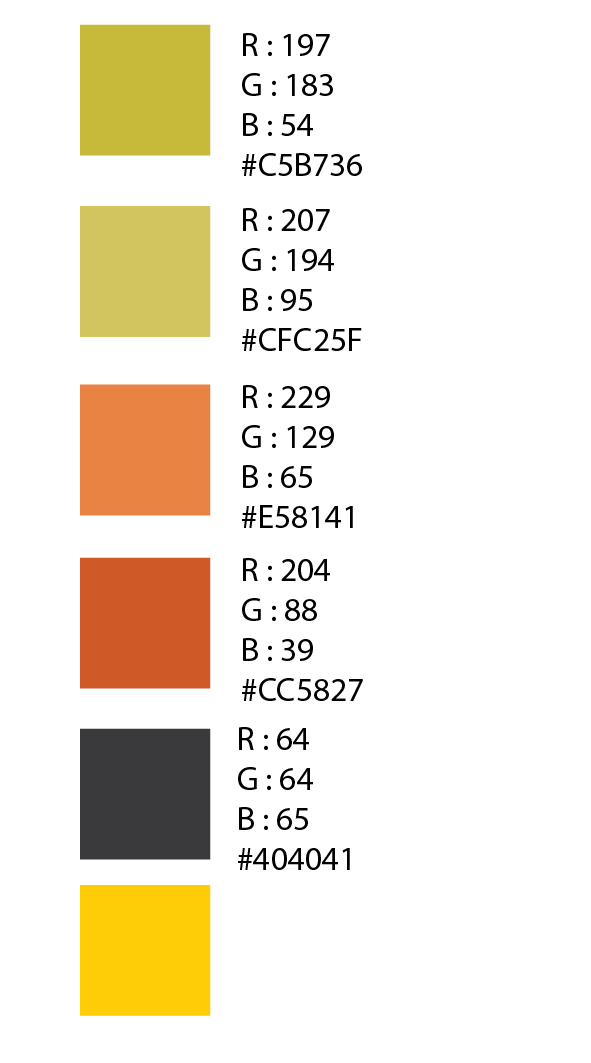 R : 197
G : 183
B : 54
#C5B736
R : 207
G : 194
B : 95
#CFC25F
R : 229
G : 129
B : 65
#E58141
R : 204
G : 88
B : 39
#CC5827
R : 64
G : 64
B : 65
#404041